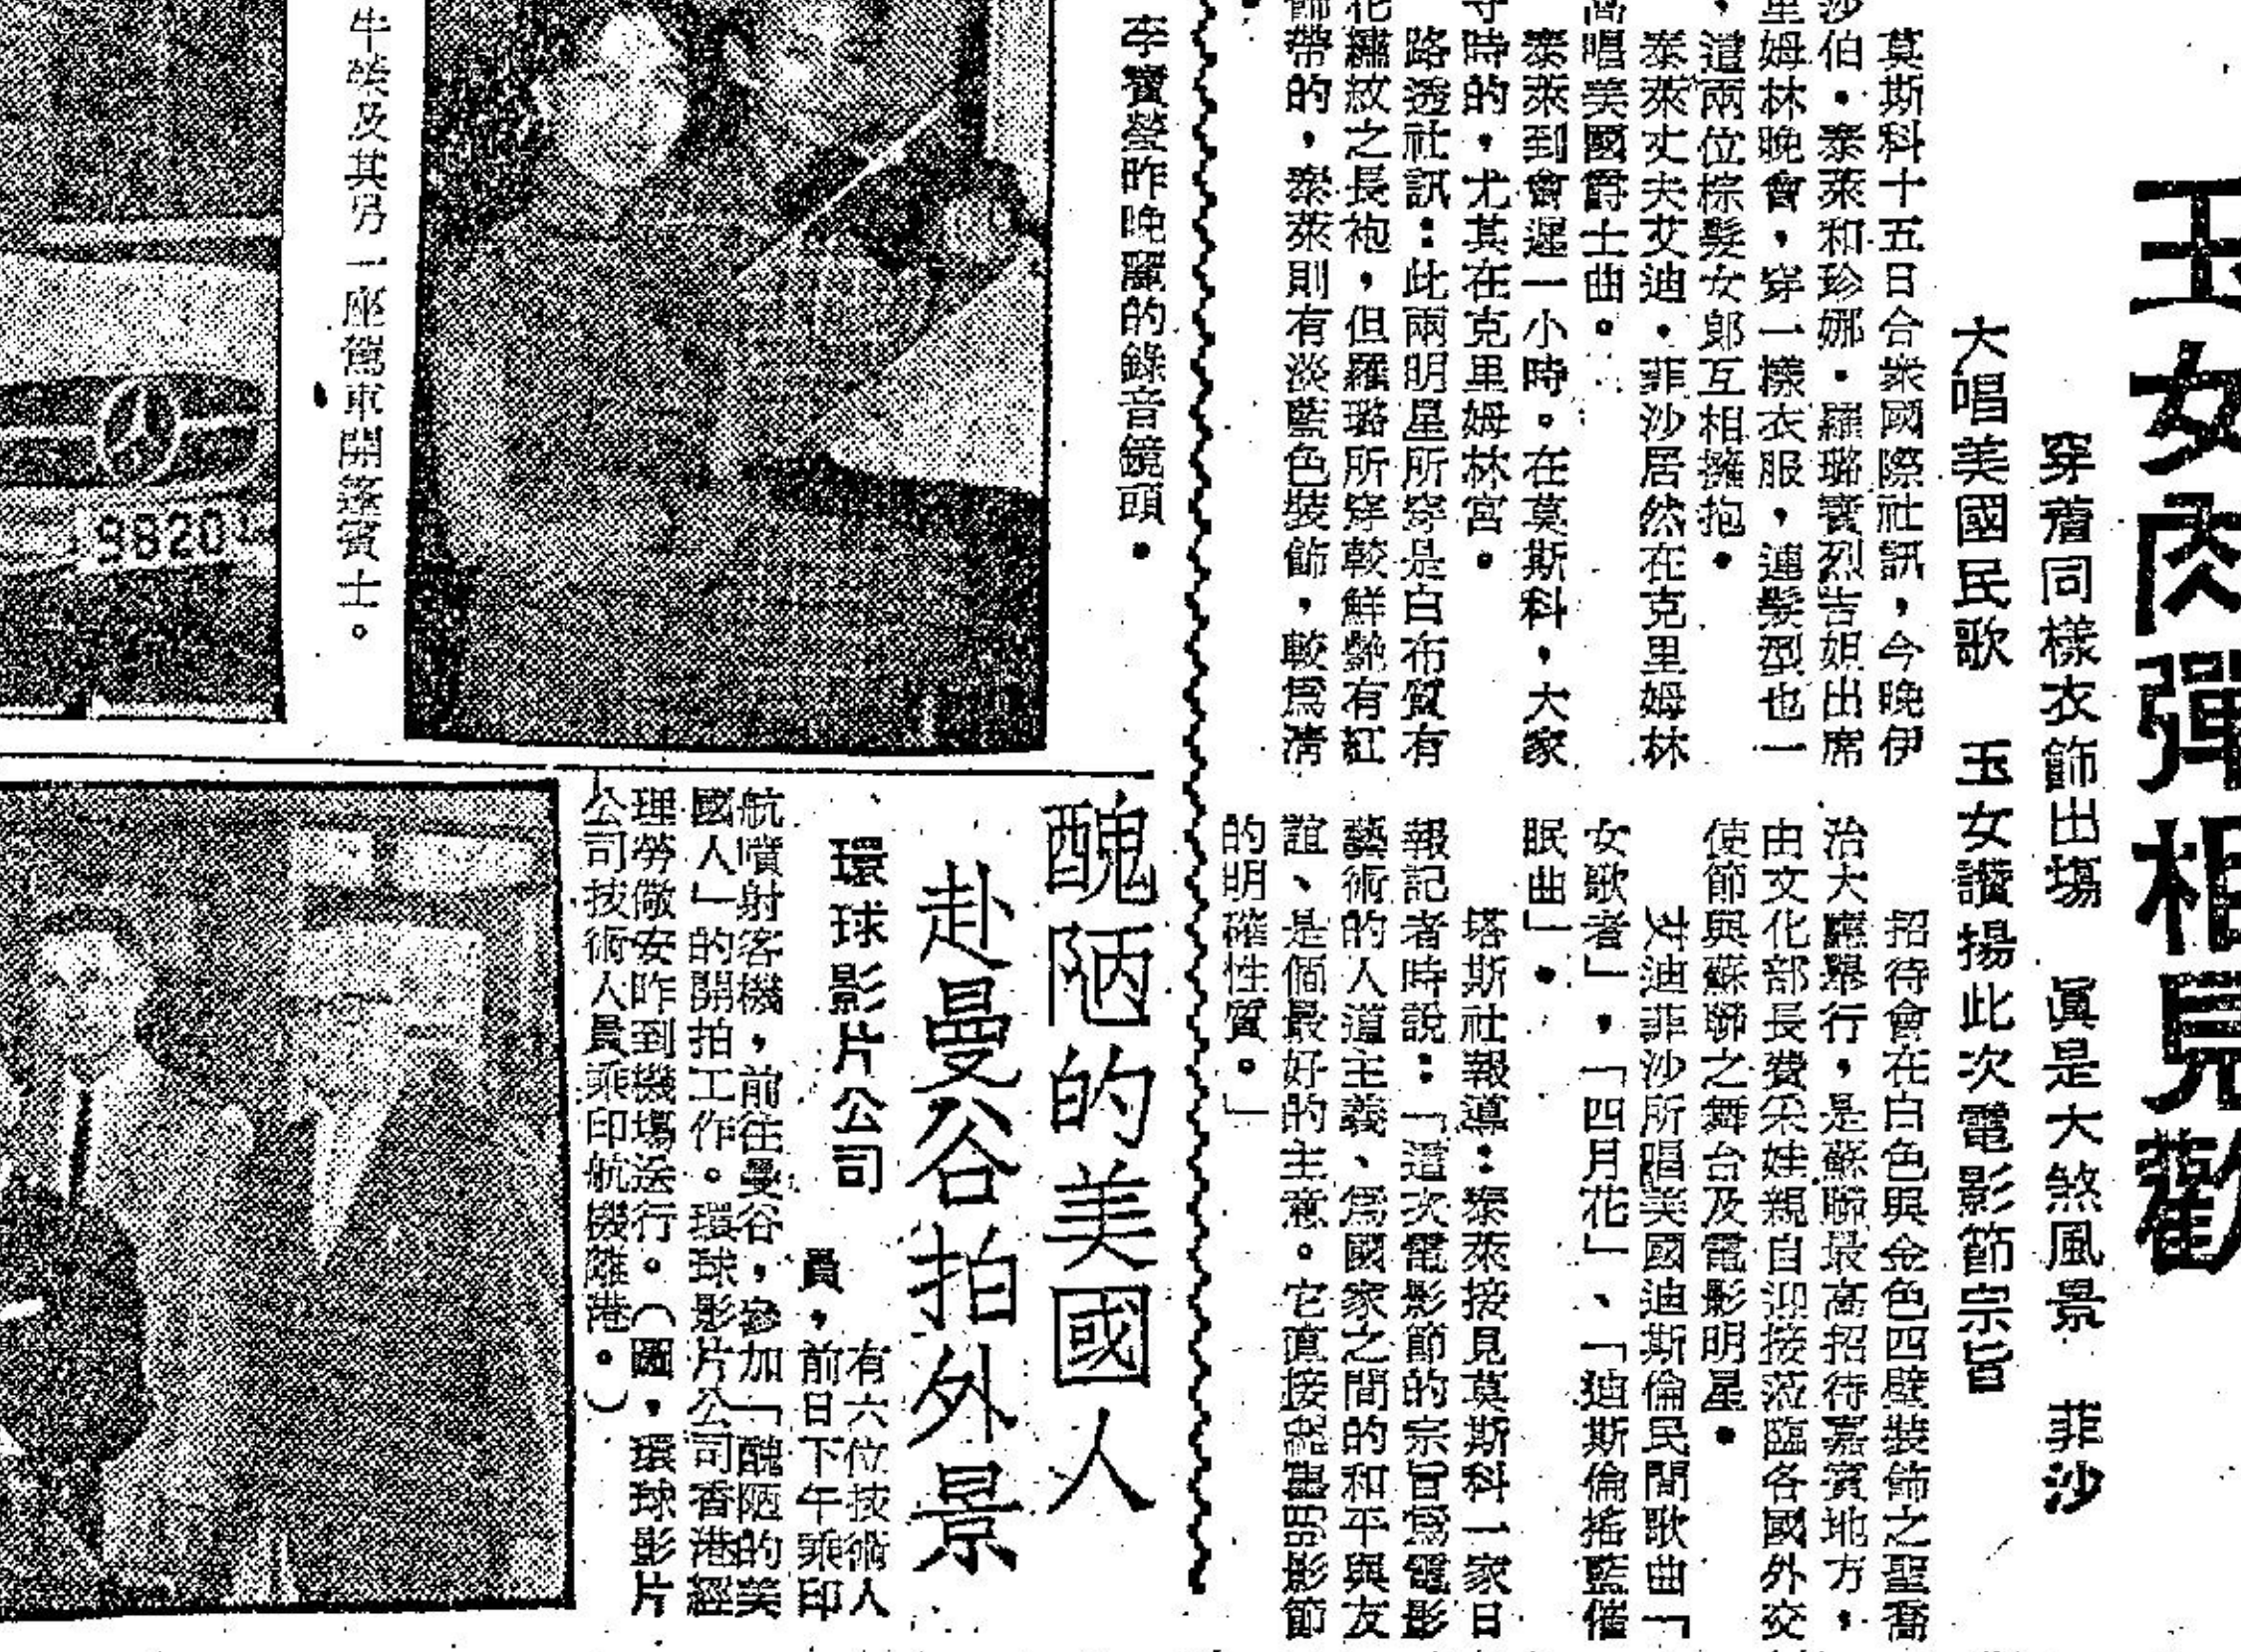 玉女肉彈相見歡
穿着同樣衣飾出塲　眞是大煞風景　菲沙
大唱美國民歌　玉女讚揚此次電影節宗旨
莫斯科十五日合衆國際社訊，今晚伊
沙伯•泰萊和珍娜•羅璐寶烈吉妲出席
里姆林晚會，穿一樣衣服，連髮型也一
，這兩位棕髮女郞互相擁抱•
泰萊丈夫艾迪•菲沙居然在克里姆林
高唱美國爵士曲。
泰萊到會遲一小時。在莫斯科，大家
守時的，尤其在克里姆林宮。
路透社訊：此兩明星所穿是白布質有
花綉紋之長袍，但羅璐所穿較鮮艷有紅
飾帶的，泰萊則有淡藍色裝飾，較爲淸
招待會在白色與金色四壁裝飾之聖喬
治大廳舉行，是蘇聯最高招待嘉賓地方，
由文化部長費釆娃親自迎接蒞臨各國外交
使節與蘇聯之舞台及電影明星•
迪菲沙所唱美國迪斯倫民間歌曲「
女歌者」，「四月花」、「迪斯倫搖籃催
眠曲」•
塔斯社報導：泰萊接見莫斯科一家日
報記者時說：「這次電影節的宗旨爲電影
藝術的人道主義、爲國家之間的和平與友
誼、是個最好的主意。它直接說出影節
的明確性質。」
李寶瑩昨晚灌的錄音鏡頭•
及其另一座駕車開篷賓士。
9820
醜陋的美國人
赴曼谷拍外景
環球影片公司
有六位技術人
員，前日下午乘印
航噴射客機，前往曼谷，參加「醜陋的美
國人」的開拍工作。環球影片公司香港經
理勞儆安昨到機塲送行。（圖，環球影片
公司技術人員乘印航機離港•）